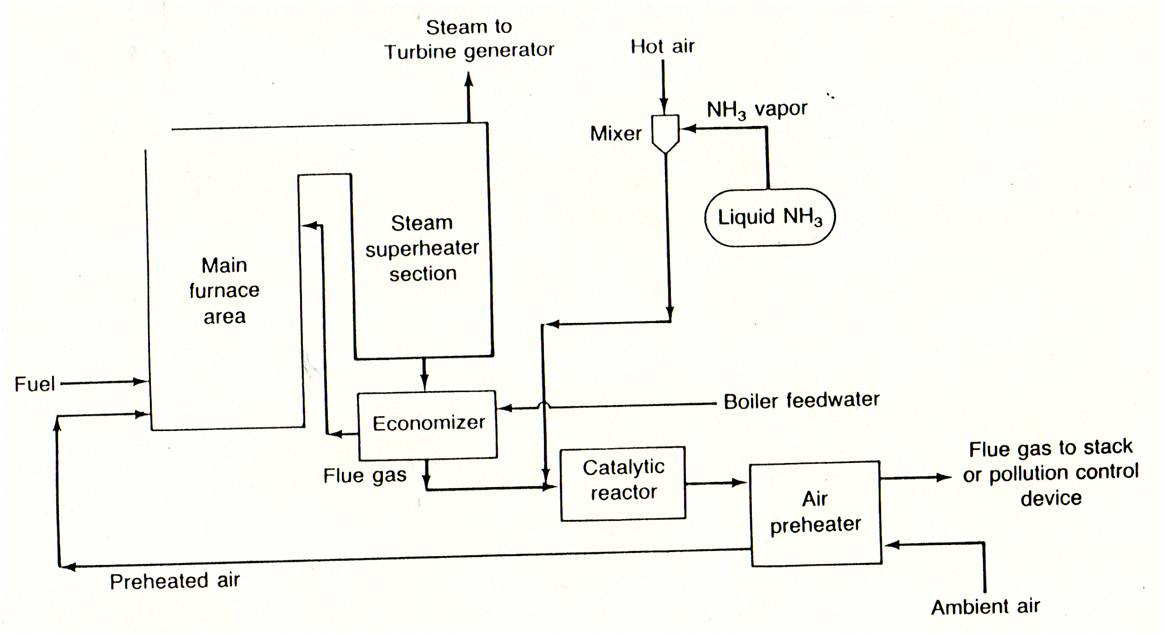 Steam to
Turbine generator
Hot air
NH₃ vapor
Mixer
Liquid NH₃
Steam
superheater
section
Main
furnace
area
Fuel
Boiler feedwater
Economizer
Flue gas
Catalytic
reactor
Flue gas to stack
or pollution control
device
Air
preheater
Preheated air
Ambient air